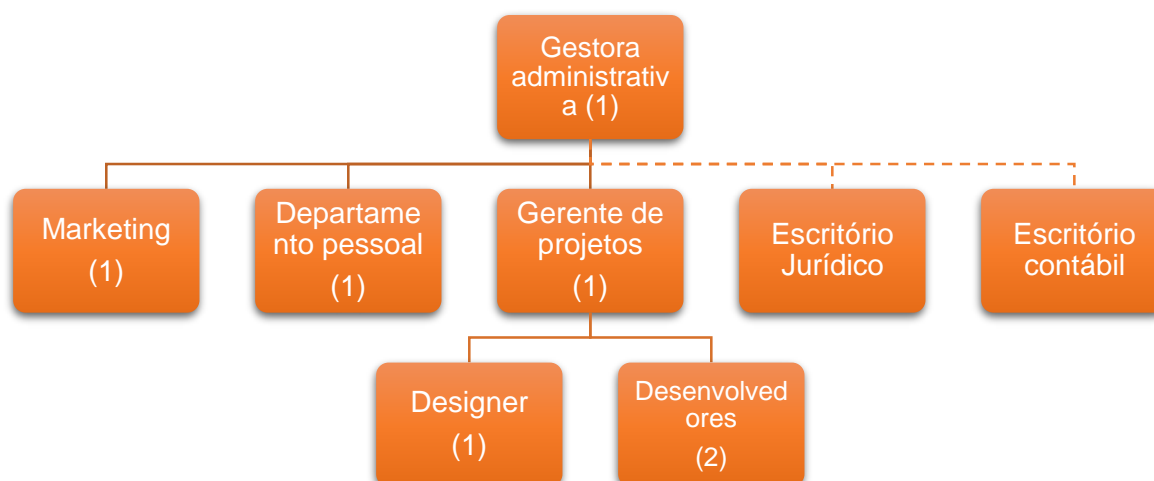 Gestora
administrativ
a (1)
Marketing
(1)
Departame
nto pessoal
(1)
Gerente de
projetos
(1)
Escritório
Jurídico
Escritório
contábil
Designer
(1)
Desenvolved
ores
(2)